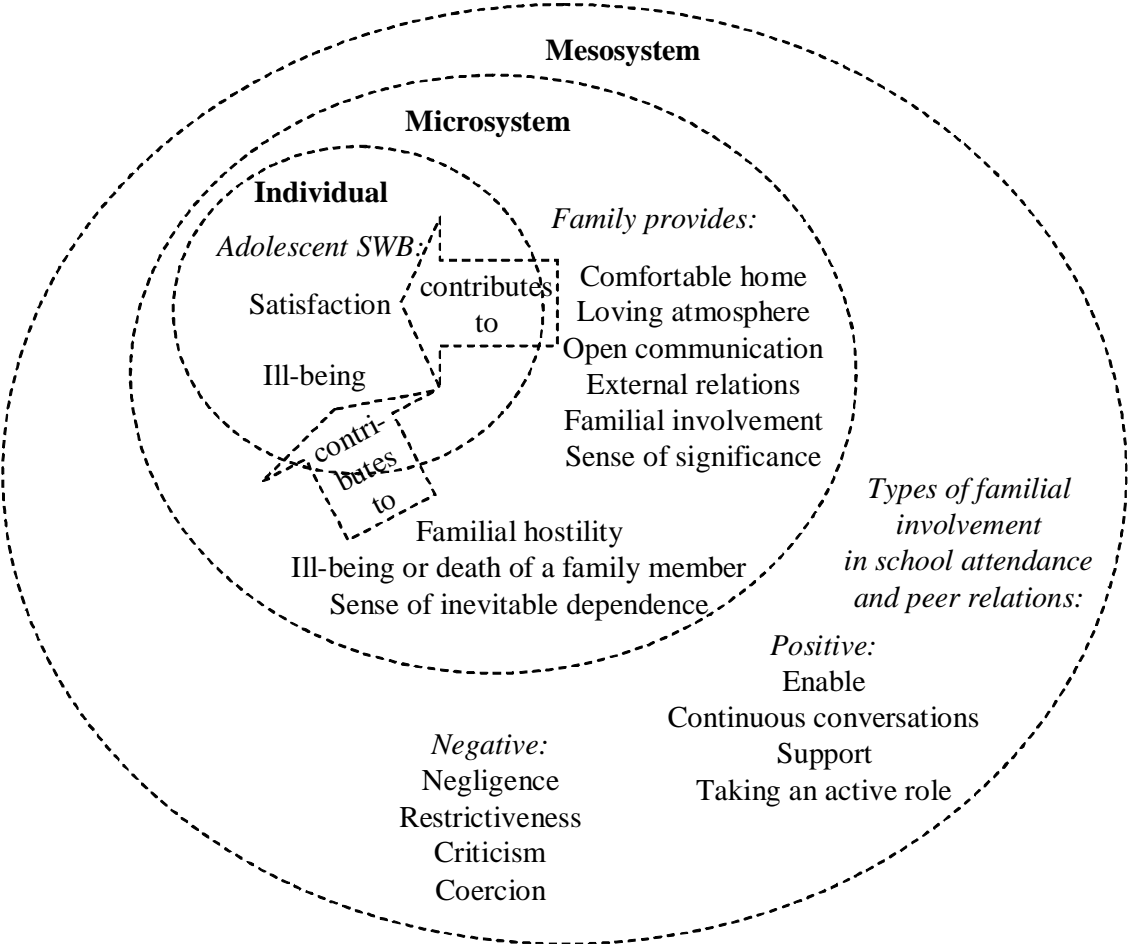 Mesosystem
Microsystem
Individual
Adolescent SWB:
Satisfaction
Ill-being
contributes
to
Family provides:
Comfortable home
Loving atmosphere
Open communication
External relations
Familial involvement
Sense of significance
contri-
butes
to
Familial hostility
Ill-being or death of a family member
Sense of inevitable dependence
Types of familial
involvement
in school attendance
and peer relations:
Positive:
Enable
Continuous conversations
Support
Taking an active role
Negative:
Negligence
Restrictiveness
Criticism
Coercion